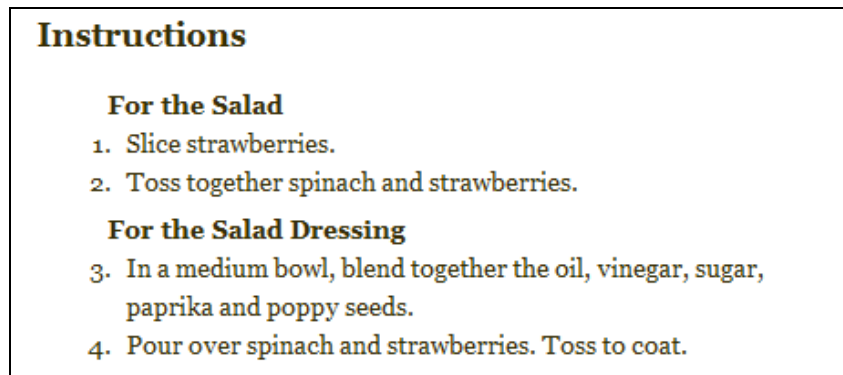 Instructions
For the Salad
1. Slice strawberries.
2. Toss together spinach and strawberries.
For the Salad Dressing
3. In a medium bowl, blend together the oil, vinegar, sugar,
paprika and poppy seeds.
4. Pour over spinach and strawberries. Toss to coat.